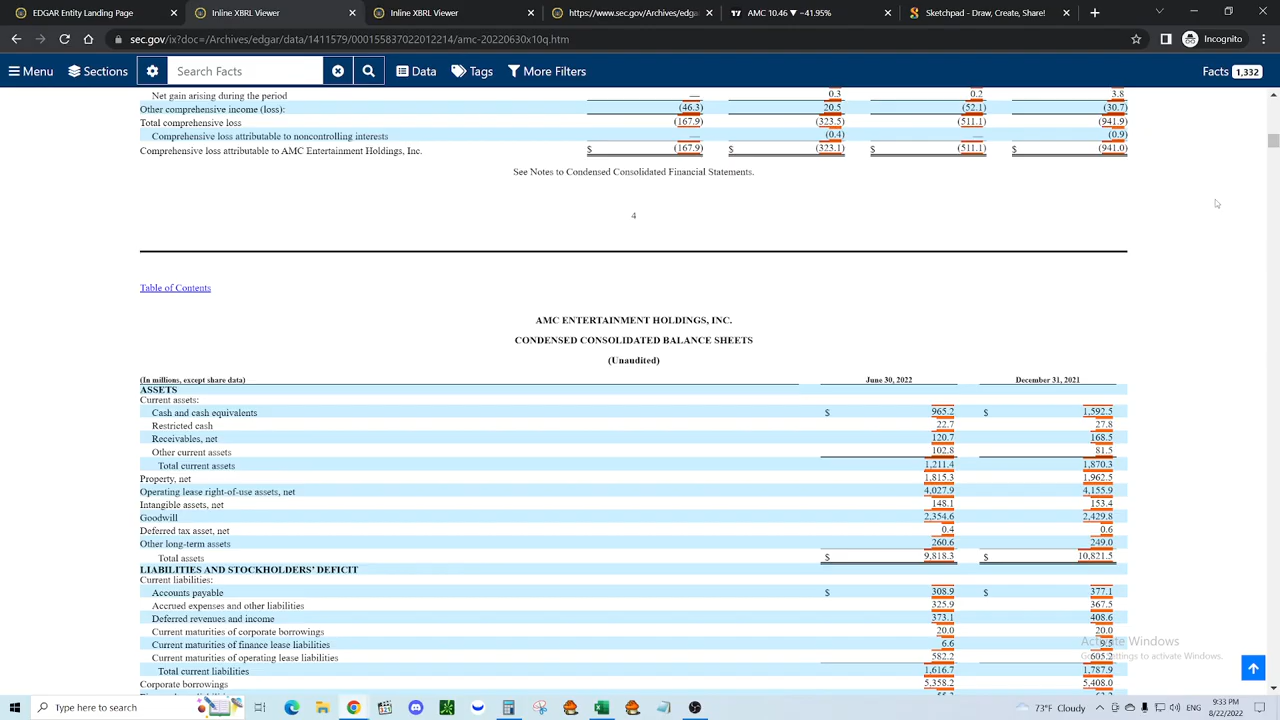 EDGAR Entity Landing Page
Inline XBRL Viewer
Inline XBRL Viewer
https://www.sec.gov/Archives/edgar
AMC 10.46 ▼ −41.95%
Sketchpad - Draw, Create, Share!
sec.gov/ix?doc=/Archives/edgar/data/1411579/000155837022012214/amc-20220630x10q.htm
Incognito
Menu Sections Search Facts Data Tags More Filters Facts 1,332
Net gain arising during the period — 0.3 0.2 3.8
Other comprehensive income (loss): (46.3) 20.5 (52.1) (30.7)
Total comprehensive loss (167.9) (323.5) (511.1) (941.9)
Comprehensive loss attributable to noncontrolling interests — (0.4) — (0.9)
Comprehensive loss attributable to AMC Entertainment Holdings, Inc. $ (167.9) $ (323.1) $ (511.1) $ (941.0)
See Notes to Condensed Consolidated Financial Statements.
4
Table of Contents
AMC ENTERTAINMENT HOLDINGS, INC.
CONDENSED CONSOLIDATED BALANCE SHEETS
(Unaudited)
(In millions, except share data) June 30, 2022 December 31, 2021
ASSETS
Current assets:
Cash and cash equivalents $ 965.2 $ 1,592.5
Restricted cash 22.7 27.8
Receivables, net 120.7 168.5
Other current assets 102.8 81.5
Total current assets 1,211.4 1,870.3
Property, net 1,815.3 1,962.5
Operating lease right-of-use assets, net 4,027.9 4,155.9
Intangible assets, net 148.1 153.4
Goodwill 2,354.6 2,429.8
Deferred tax asset, net 0.4 0.6
Other long-term assets 260.6 249.0
Total assets $ 9,818.3 $ 10,821.5
LIABILITIES AND STOCKHOLDERS' DEFICIT
Current liabilities:
Accounts payable $ 308.9 $ 377.1
Accrued expenses and other liabilities 325.9 367.5
Deferred revenues and income 373.1 408.6
Current maturities of corporate borrowings 20.0 20.0
Current maturities of finance lease liabilities 6.6 9.5
Current maturities of operating lease liabilities 582.2 605.2
Total current liabilities 1,616.7 1,787.9
Corporate borrowings 5,358.2 5,408.0
Activate Windows
Go to Settings to activate Windows.
Type here to search
73°F Cloudy
9:33 PM
8/22/2022